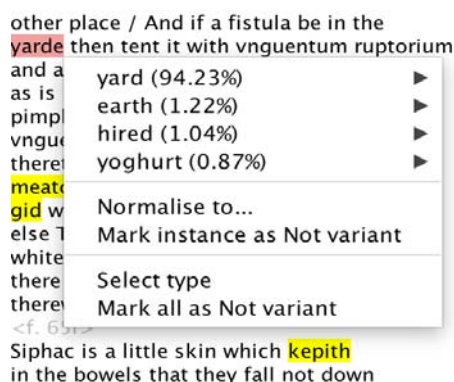 other place / And if a fistula be in the
yarde then tent it with vnguentum ruptorium
and a
as is
pimpl
vngue
theret
meato
gid w
else T
white
there
therev
<f. 65r>
yard (94.23%)
earth (1.22%)
hired (1.04%)
yoghurt (0.87%)
Normalise to...
Mark instance as Not variant
Select type
Mark all as Not variant
Siphac is a little skin which kepith
in the bowels that they fall not down